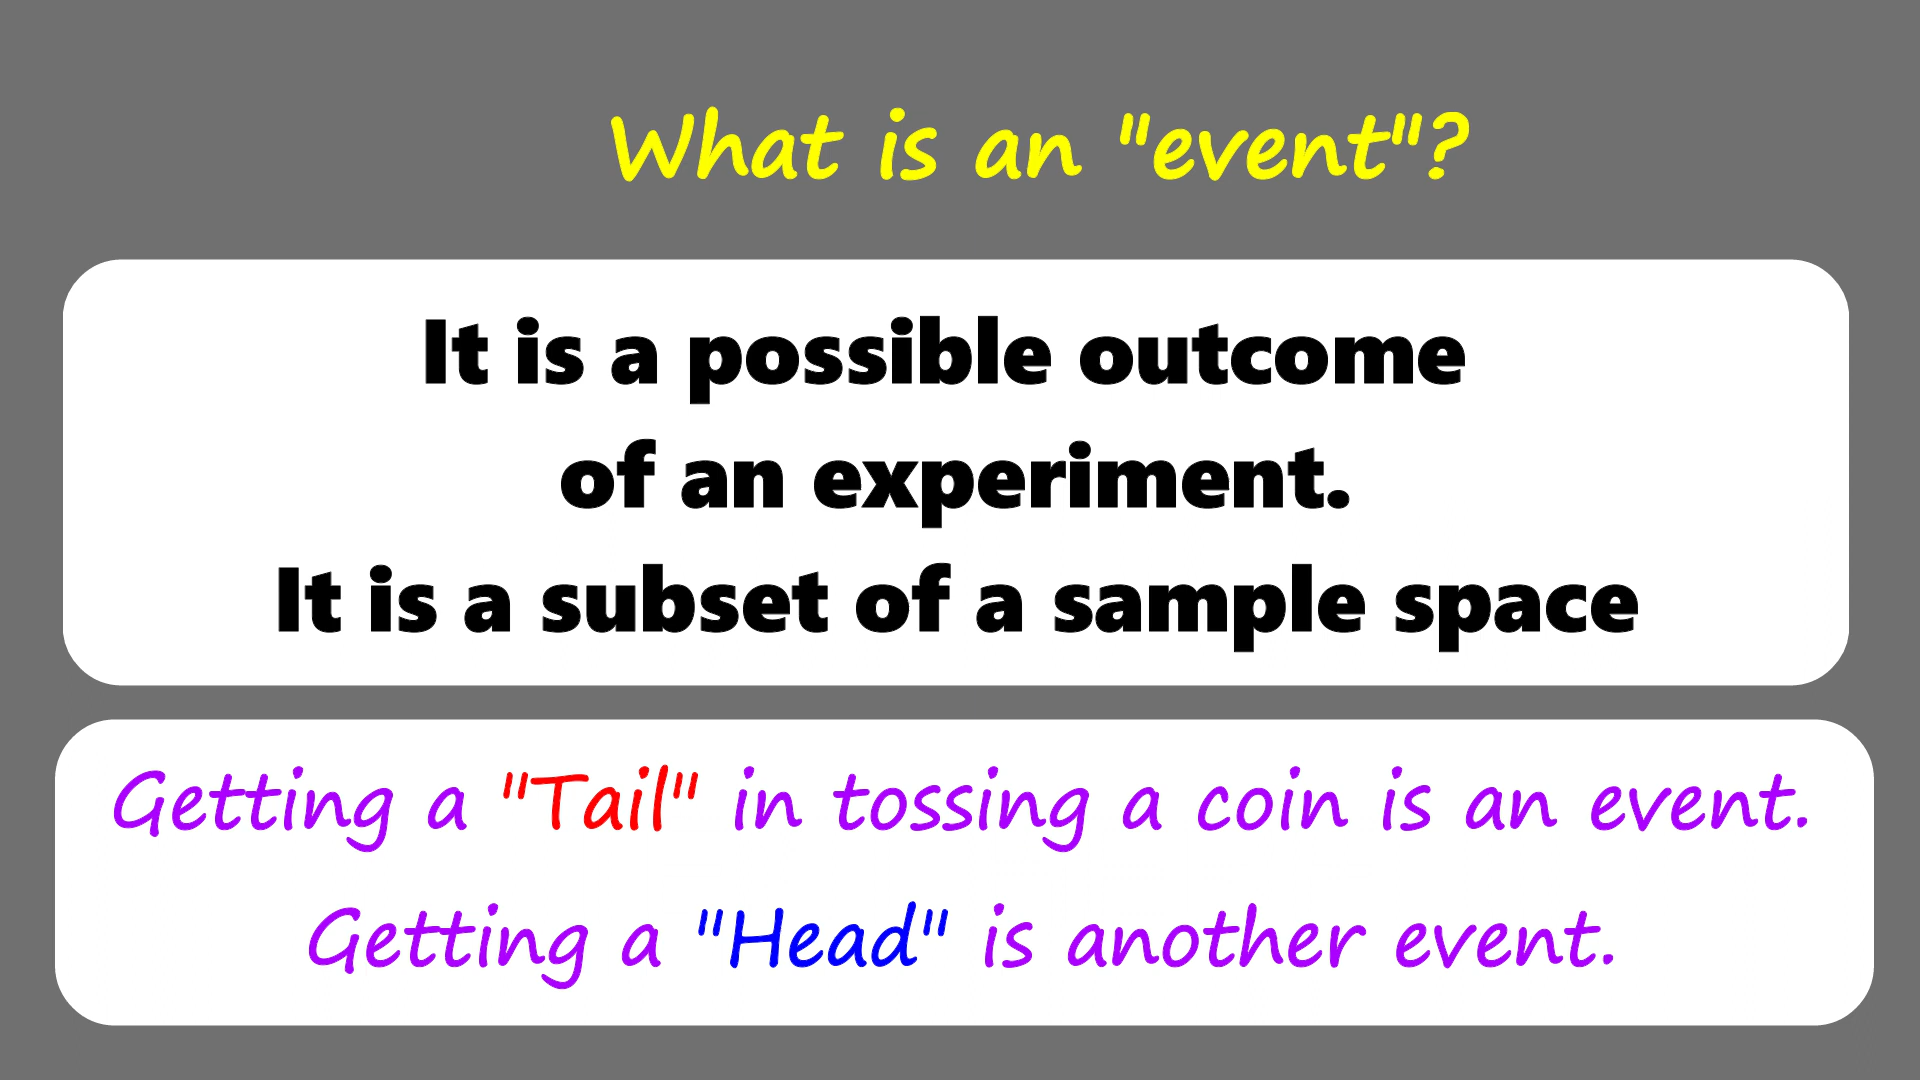 What is an "event"?
It is a possible outcome
of an experiment.
It is a subset of a sample space
Getting a "Tail" in tossing a coin is an event.
Getting a "Head" is another event.